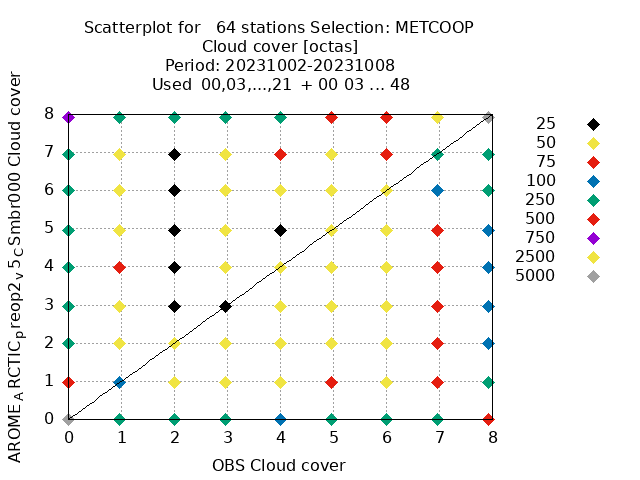 Scatterplot for 64 stations Selection: METCOOP
Cloud cover [octas]
Period: 20231002-20231008
Used 00,03,...,21 + 00 03 ... 48
AROME_ARCTIC_preop2_v5_CSmbr000 Cloud cover
8
7
6
5
4
3
2
1
0
0 1 2 3 4 5 6 7 8
OBS Cloud cover
25
50
75
100
250
500
750
2500
5000